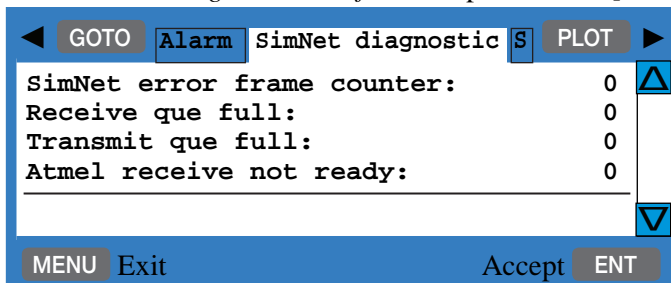 GOTO Alarm SimNet diagnostic S PLOT
SimNet error frame counter: 0
Receive que full: 0
Transmit que full: 0
Atmel receive not ready: 0
MENU Exit Accept ENT